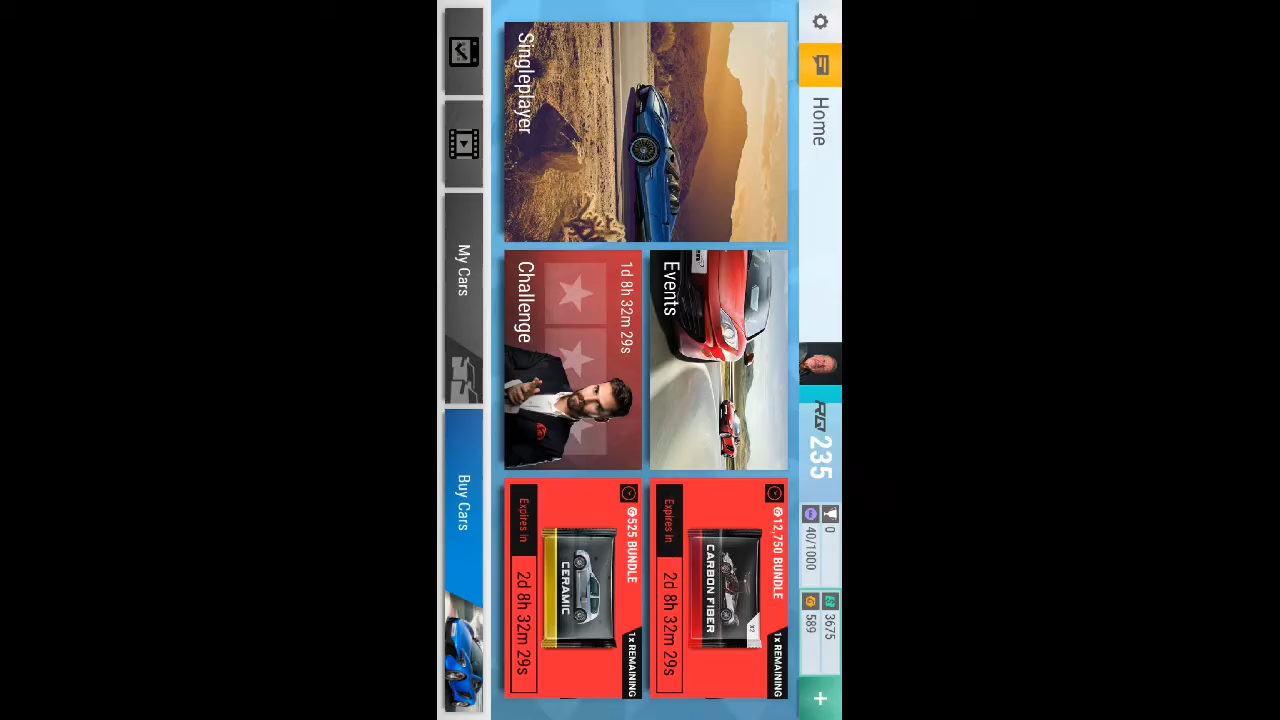 Home
RG 235
0
40/1000
3675
589
+
Singleplayer
Events
1d 8h 32m 29s
Challenge
12,750 BUNDLE
1x REMAINING
CARBON FIBER
X2
Expires in
2d 8h 32m 29s
525 BUNDLE
1x REMAINING
CERAMIC
Expires in
2d 8h 32m 29s
My Cars
Buy Cars